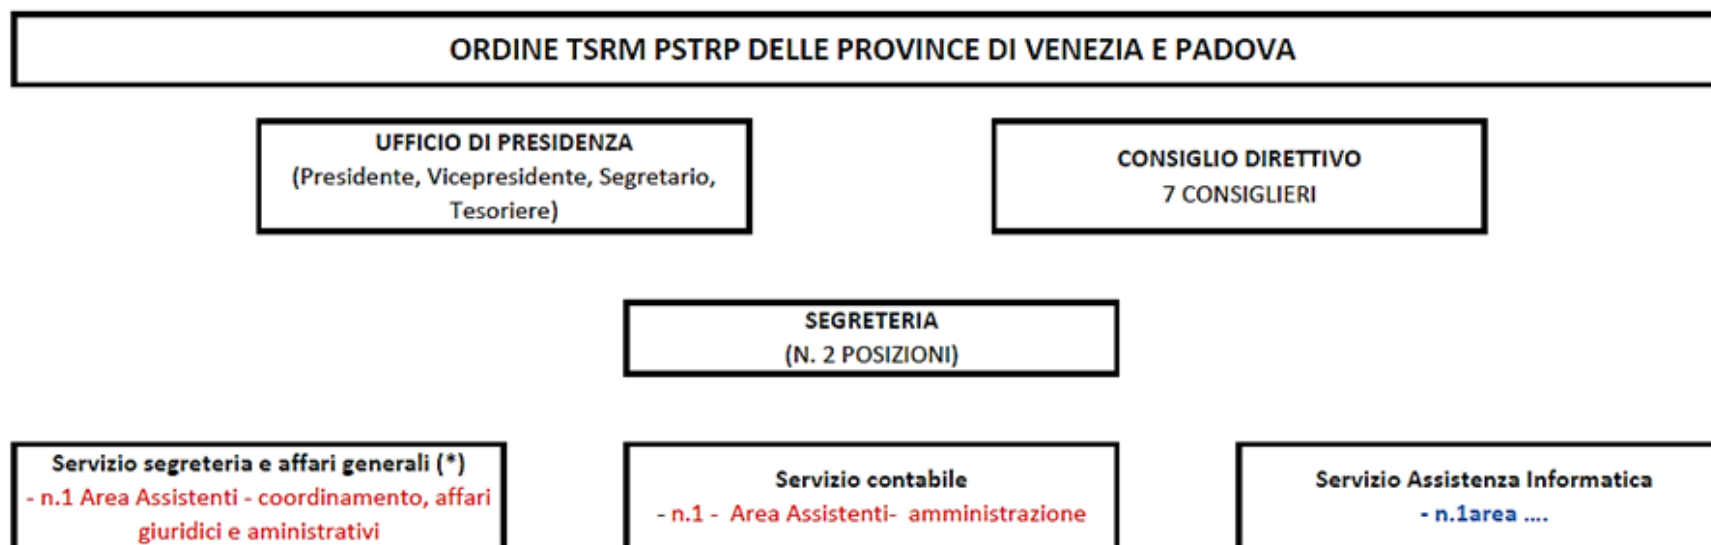 ORDINE TSRM PSTRP DELLE PROVINCE DI VENEZIA E PADOVA
UFFICIO DI PRESIDENZA
(Presidente, Vicepresidente, Segretario,
Tesoriere)
CONSIGLIO DIRETTIVO
7 CONSIGLIERI
SEGRETERIA
(N. 2 POSIZIONI)
Servizio segreteria e affari generali (*)
- n.1 Area Assistenti - coordinamento, affari
giuridici e aministrativi
Servizio contabile
- n.1 - Area Assistenti- amministrazione
Servizio Assistenza Informatica
- n.1area ....